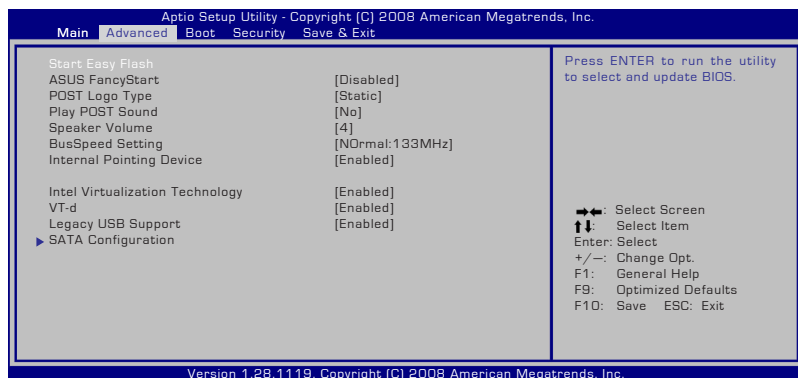 Aptio Setup Utility - Copyright (C) 2008 American Megatrends, Inc.
Main Advanced Boot Security Save & Exit
Start Easy Flash
ASUS FancyStart [Disabled]
POST Logo Type [Static]
Play POST Sound [No]
Speaker Volume [4]
BusSpeed Setting [NOrmal:133MHz]
Internal Pointing Device [Enabled]
Intel Virtualization Technology [Enabled]
VT-d [Enabled]
Legacy USB Support [Enabled]
SATA Configuration
Press ENTER to run the utility
to select and update BIOS.
→←: Select Screen
↑↓: Select Item
Enter: Select
+/—: Change Opt.
F1: General Help
F9: Optimized Defaults
F10: Save ESC: Exit
Version 1.28.1119. Copyright (C) 2008 American Megatrends, Inc.